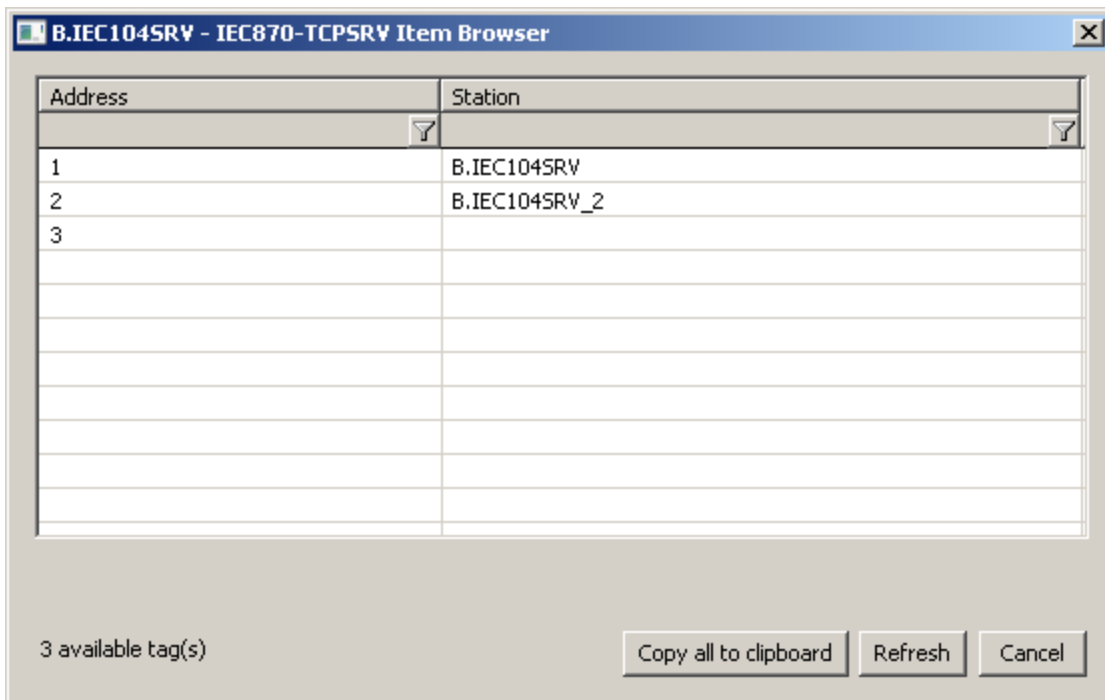 B.IEC104SRV - IEC870-TCPSRV Item Browser
Address Station
1 B.IEC104SRV
2 B.IEC104SRV_2
3
3 available tag(s) Copy all to clipboard Refresh Cancel